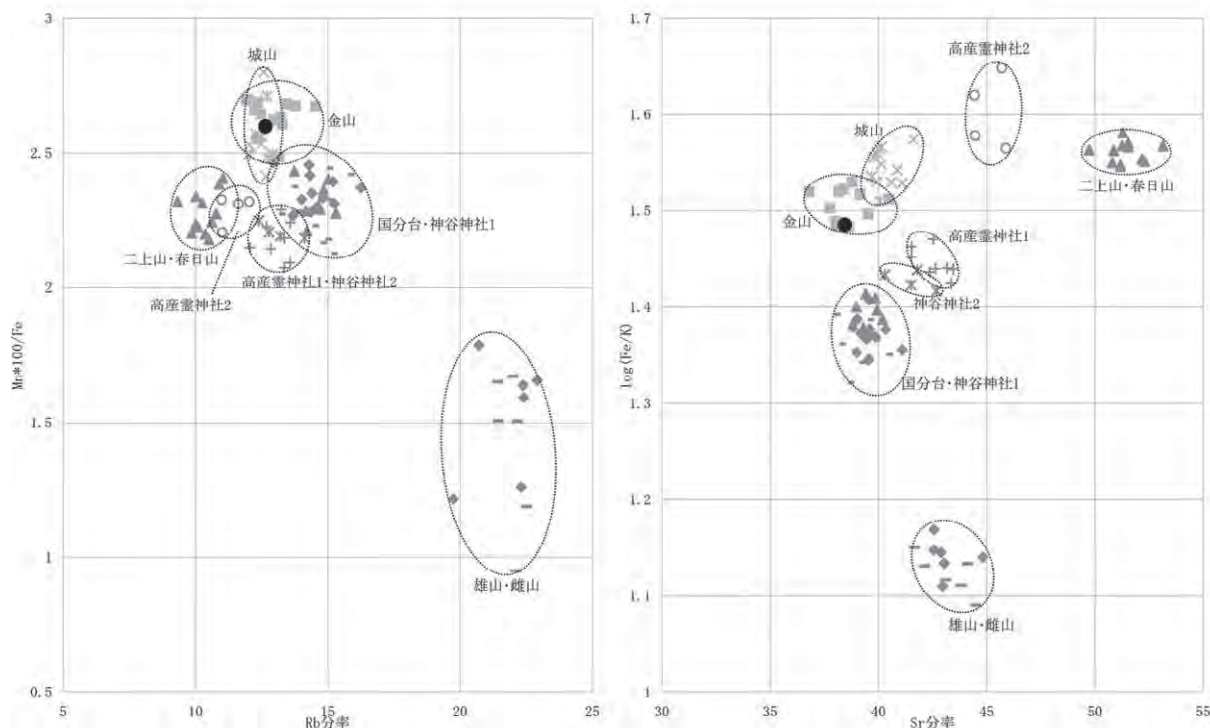 3
2.5
2
1.5
1
0.5
Mn*100/Fe
5
10
15
20
25
Rb分率
城山
金山
国分台・神谷神社1
二上山・春日山
高産霊神社1・神谷神社2
高産霊神社2
雄山・雌山
1.7
1.6
1.5
1.4
1.3
1.2
1.1
1
log(Fe/K)
30
35
40
45
50
55
Sr分率
高産霊神社2
城山
二上山・春日山
金山
高産霊神社1
神谷神社2
国分台・神谷神社1
雄山・雌山